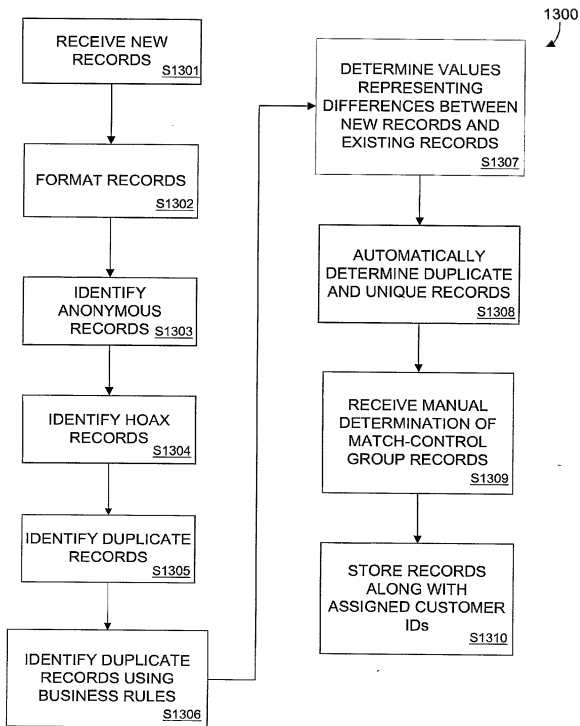 1300
RECEIVE NEW
RECORDS
S1301
FORMAT RECORDS
S1302
IDENTIFY
ANONYMOUS
RECORDS
S1303
IDENTIFY HOAX
RECORDS
S1304
IDENTIFY DUPLICATE
RECORDS
S1305
IDENTIFY DUPLICATE
RECORDS USING
BUSINESS RULES
S1306
DETERMINE VALUES
REPRESENTING
DIFFERENCES BETWEEN
NEW RECORDS AND
EXISTING RECORDS
S1307
AUTOMATICALLY
DETERMINE DUPLICATE
AND UNIQUE RECORDS
S1308
RECEIVE MANUAL
DETERMINATION OF
MATCH-CONTROL
GROUP RECORDS
S1309
STORE RECORDS
ALONG WITH
ASSIGNED CUSTOMER
IDs
S1310